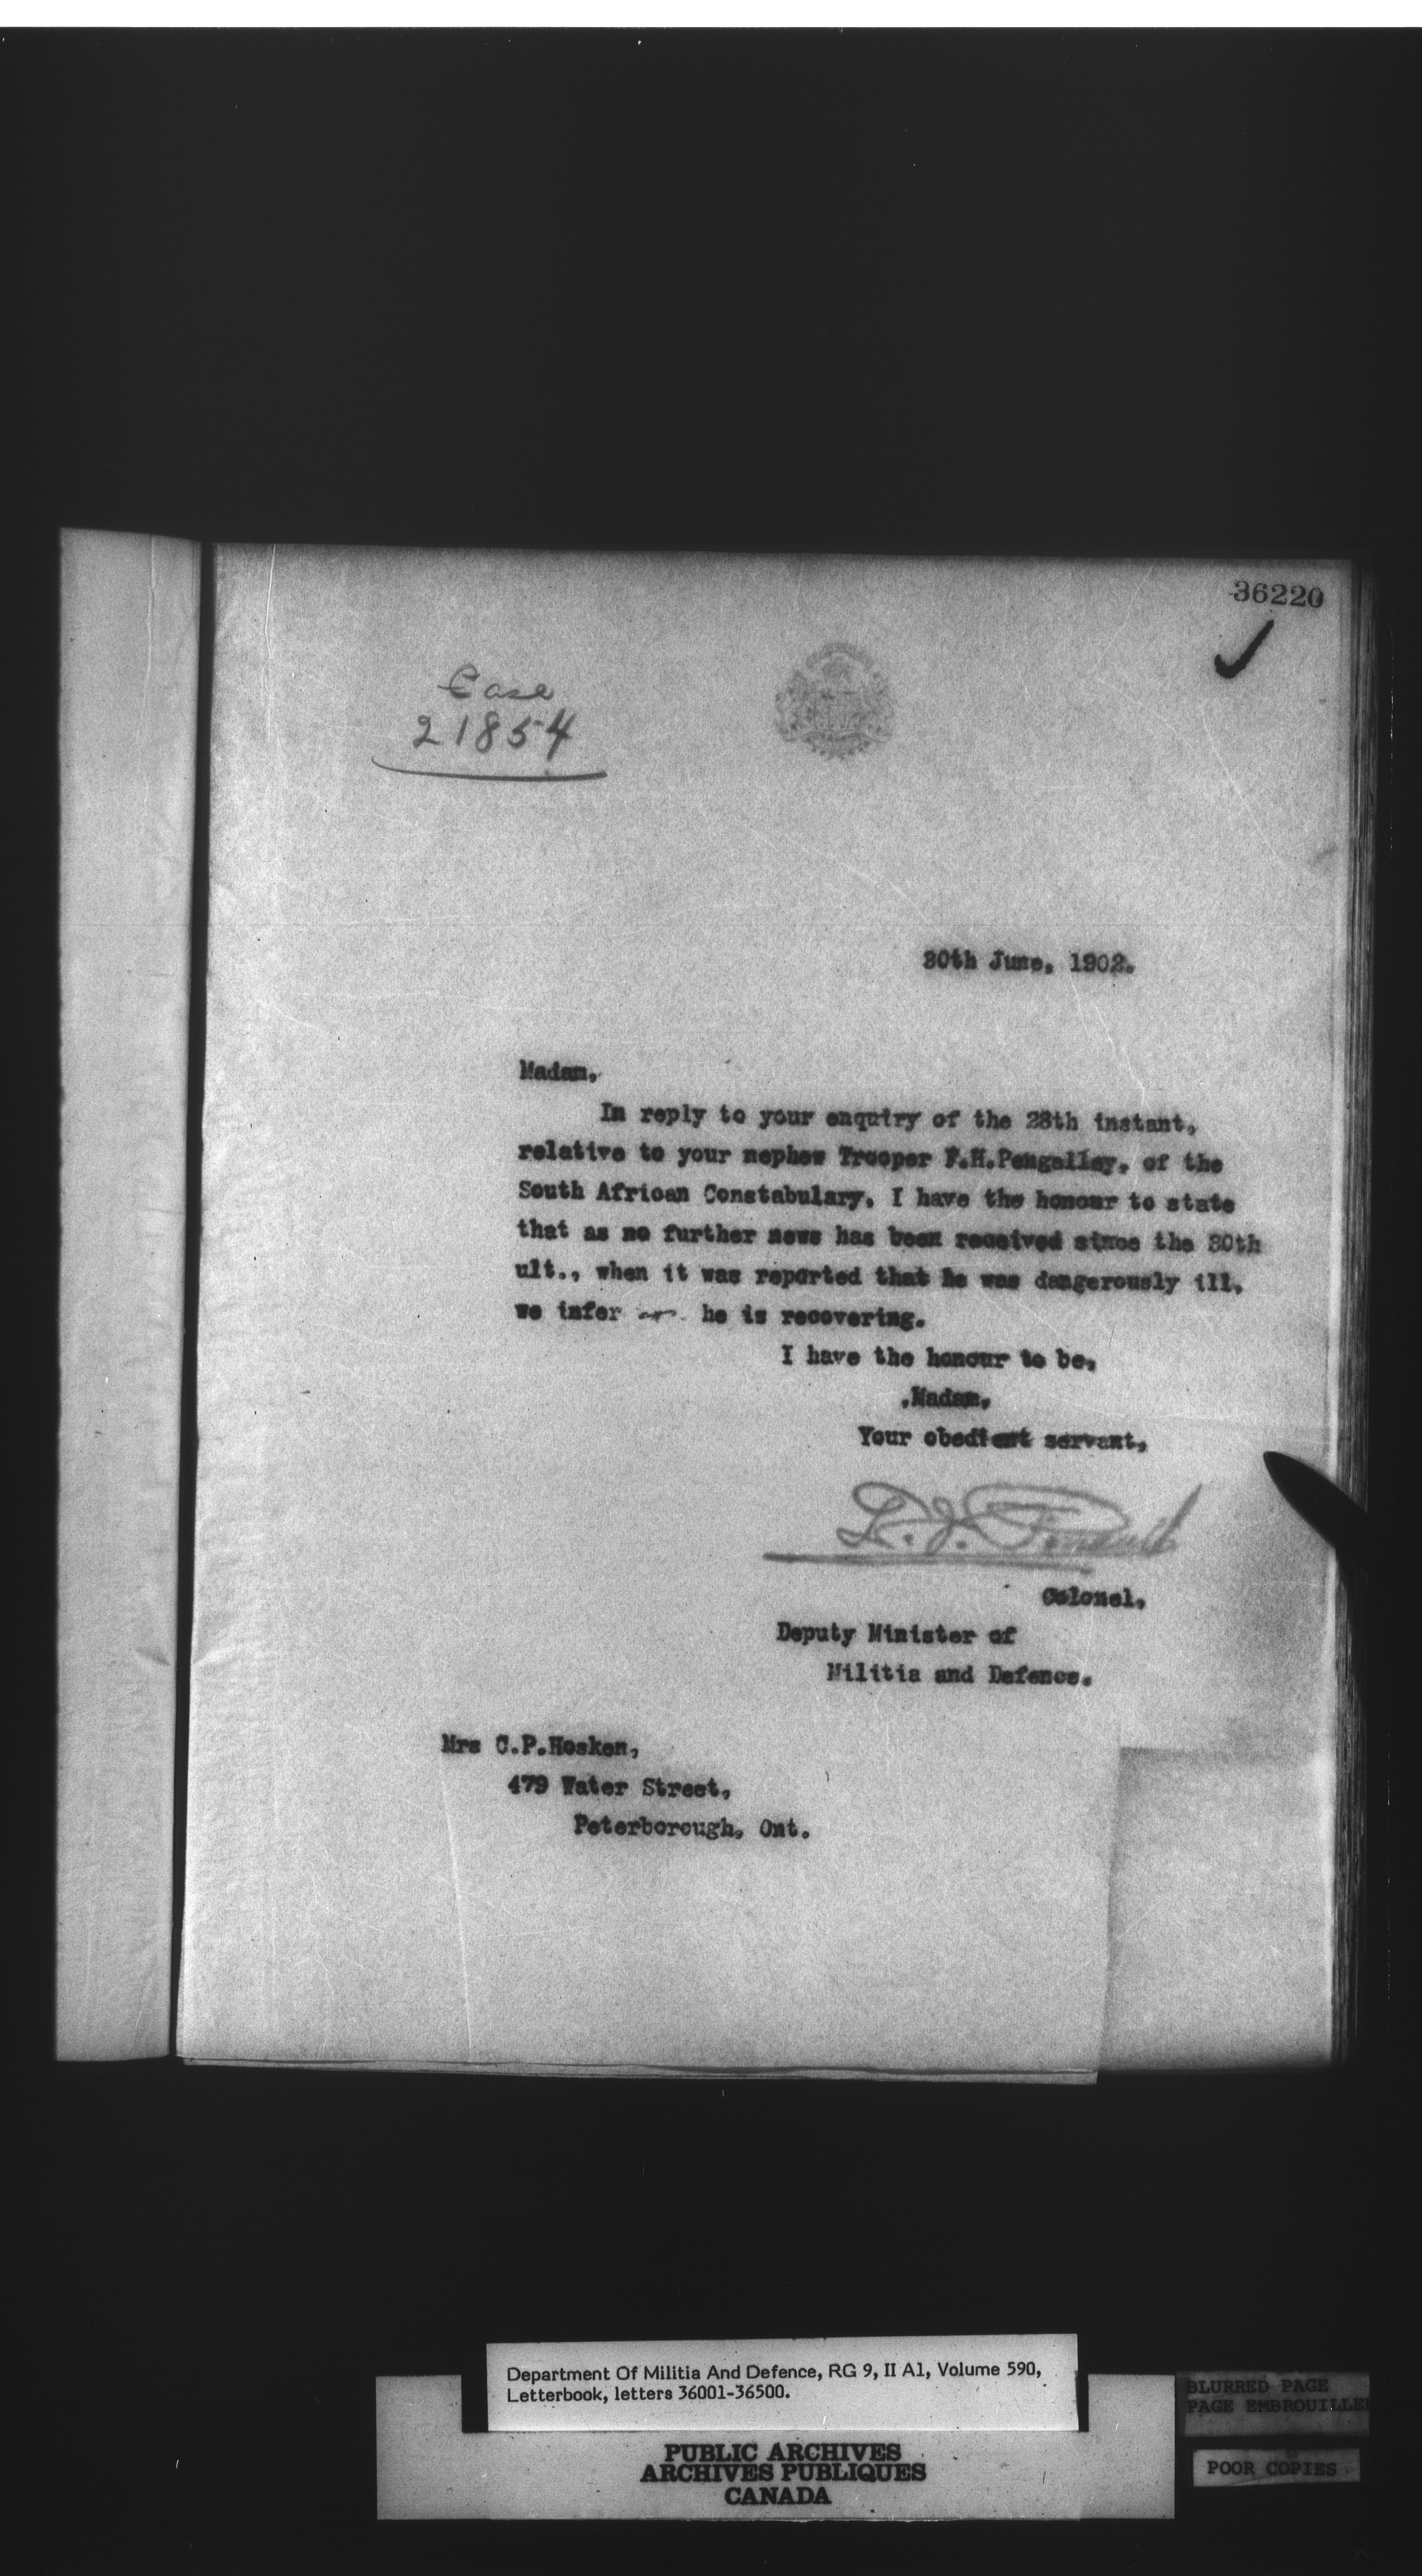 36220
Case
21854
30th June, 1902.
Madam,
In reply to your enquiry of the 28th instant,
relative to your nephew Trooper F.H.Pengelley, of the
South African Constabulary, I have the honour to state
that as no further news has been received since the 30th
ult., when it was reported that he was dangerously ill,
we infer he is recovering.
I have the honour to be,
Madam,
Your obedient servant,
L. F. Pinault
Colonel,
Deputy Minister of
Militia and Defence.
Mrs C.P.Hosken,
479 Water Street,
Peterborough, Ont.
Department Of Militia And Defence, RG 9, II A1, Volume 590,
Letterbook, letters 36001-36500.
PUBLIC ARCHIVES
ARCHIVES PUBLIQUES
CANADA
BLURRED PAGE
PAGE EMBROUILLEE
POOR COPIES